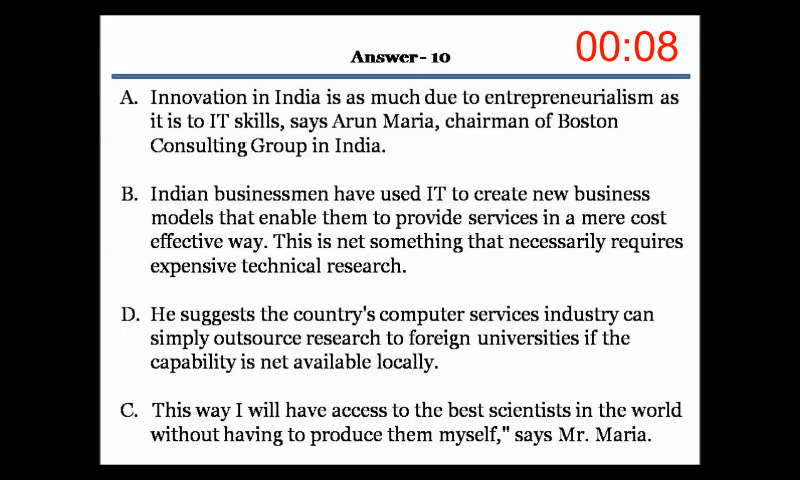 00:08
Answer- 10
A. Innovation in India is as much due to entrepreneurialism as
it is to IT skills, says Arun Maria, chairman of Boston
Consulting Group in India.
B. Indian businessmen have used IT to create new business
models that enable them to provide services in a mere cost
effective way. This is net something that necessarily requires
expensive technical research.
D. He suggests the country's computer services industry can
simply outsource research to foreign universities if the
capability is net available locally.
C. This way I will have access to the best scientists in the world
without having to produce them myself," says Mr. Maria.